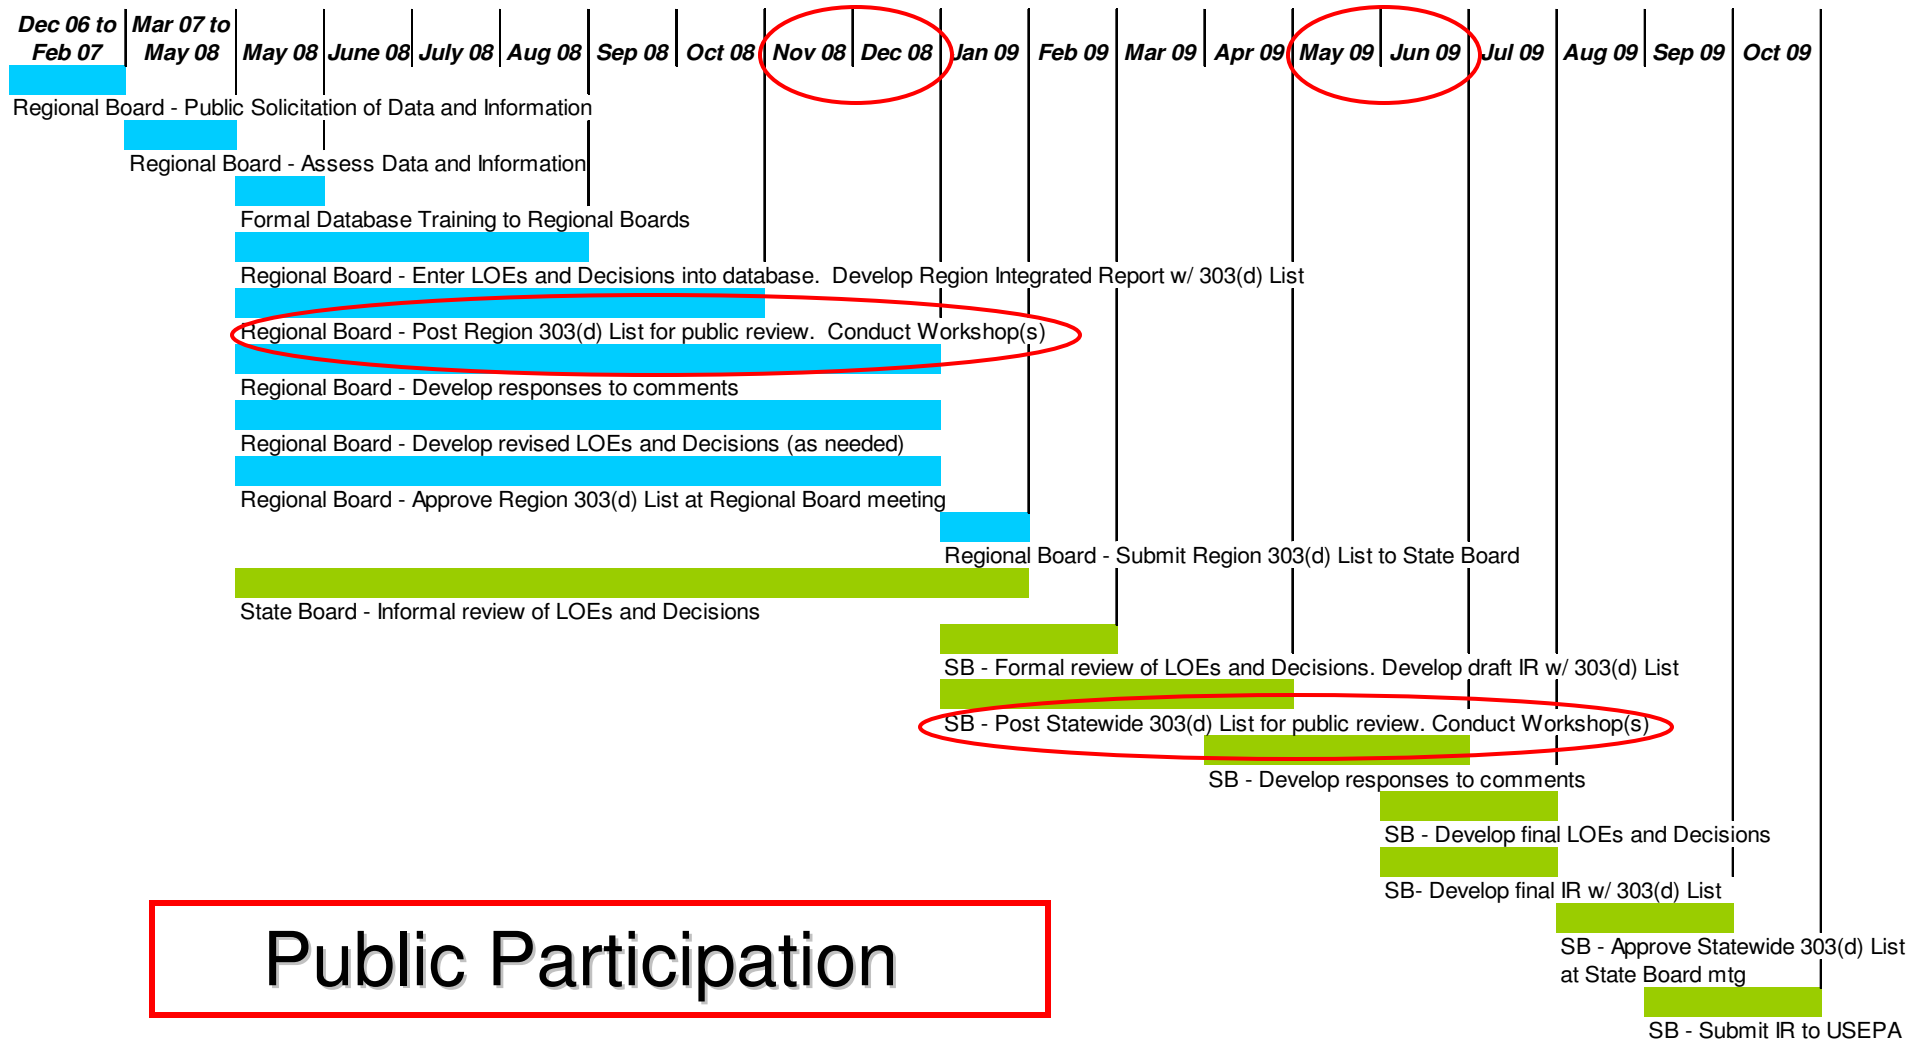 Dec 06 to Feb 07 Mar 07 to May 08 May 08 June 08 July 08 Aug 08 Sep 08 Oct 08 Nov 08 Dec 08 Jan 09 Feb 09 Mar 09 Apr 09 May 09 Jun 09 Jul 09 Aug 09 Sep 09 Oct 09
Regional Board - Public Solicitation of Data and Information
Regional Board - Assess Data and Information
Formal Database Training to Regional Boards
Regional Board - Enter LOEs and Decisions into database.  Develop Region Integrated Report w/ 303(d) List
Regional Board - Post Region 303(d) List for public review.  Conduct Workshop(s)
Regional Board - Develop responses to comments
Regional Board - Develop revised LOEs and Decisions (as needed)
Regional Board - Approve Region 303(d) List at Regional Board meeting
Regional Board - Submit Region 303(d) List to State Board
State Board - Informal review of LOEs and Decisions
SB - Formal review of LOEs and Decisions. Develop draft IR w/ 303(d) List
SB - Post Statewide 303(d) List for public review. Conduct Workshop(s)
SB - Develop responses to comments
SB - Develop final LOEs and Decisions
SB- Develop final IR w/ 303(d) List
SB - Approve Statewide 303(d) List
at State Board mtg
SB - Submit IR to USEPA
Public Participation